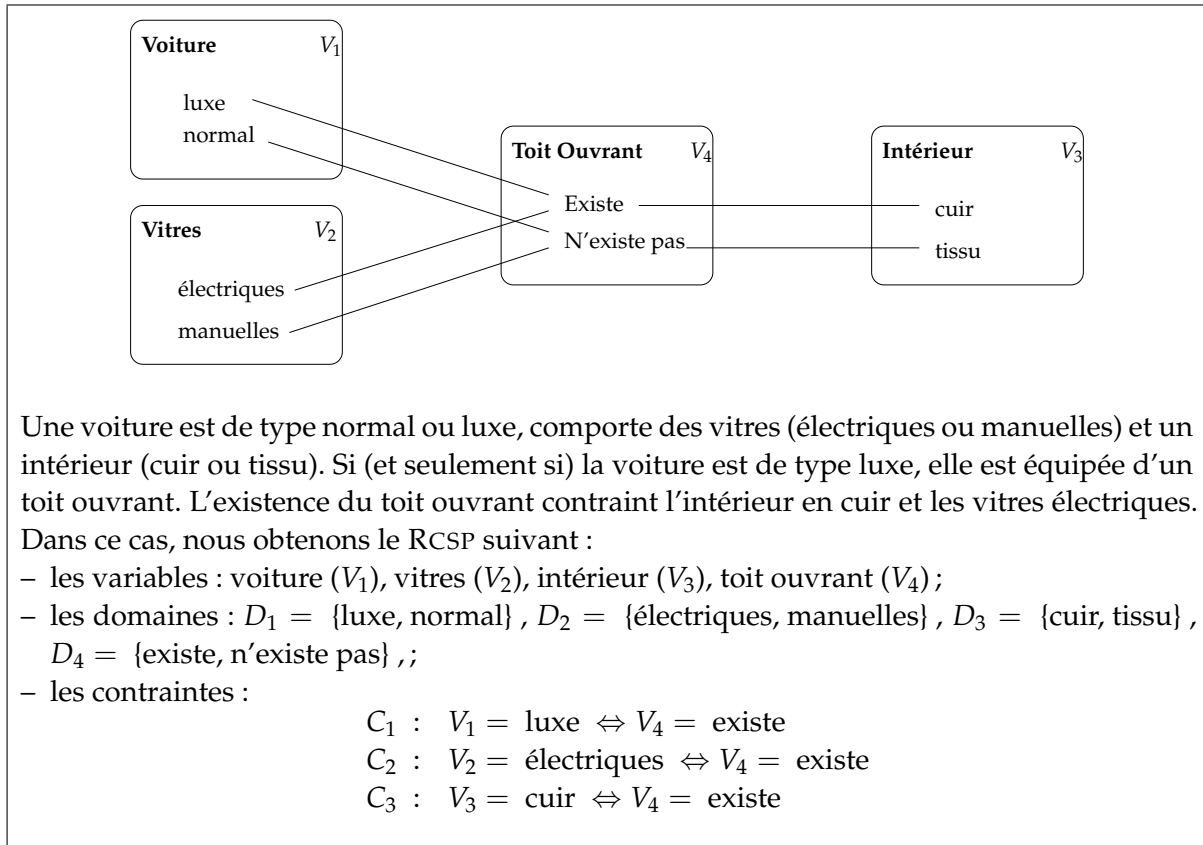 Voiture V1
luxe
normal
Vitres V2
électriques
manuelles
Toit Ouvrant V4
Existe
N'existe pas
Intérieur V3
cuir
tissu
Une voiture est de type normal ou luxe, comporte des vitres (électriques ou manuelles) et un
intérieur (cuir ou tissu). Si (et seulement si) la voiture est de type luxe, elle est équipée d'un
toit ouvrant. L'existence du toit ouvrant contraint l'intérieur en cuir et les vitres électriques.
Dans ce cas, nous obtenons le RCSP suivant :
– les variables : voiture (V1), vitres (V2), intérieur (V3), toit ouvrant (V4) ;
– les domaines : D1 = {luxe, normal} , D2 = {électriques, manuelles} , D3 = {cuir, tissu} ,
D4 = {existe, n'existe pas} , ;
– les contraintes :
C1 : V1 = luxe ⇔ V4 = existe
C2 : V2 = électriques ⇔ V4 = existe
C3 : V3 = cuir ⇔ V4 = existe